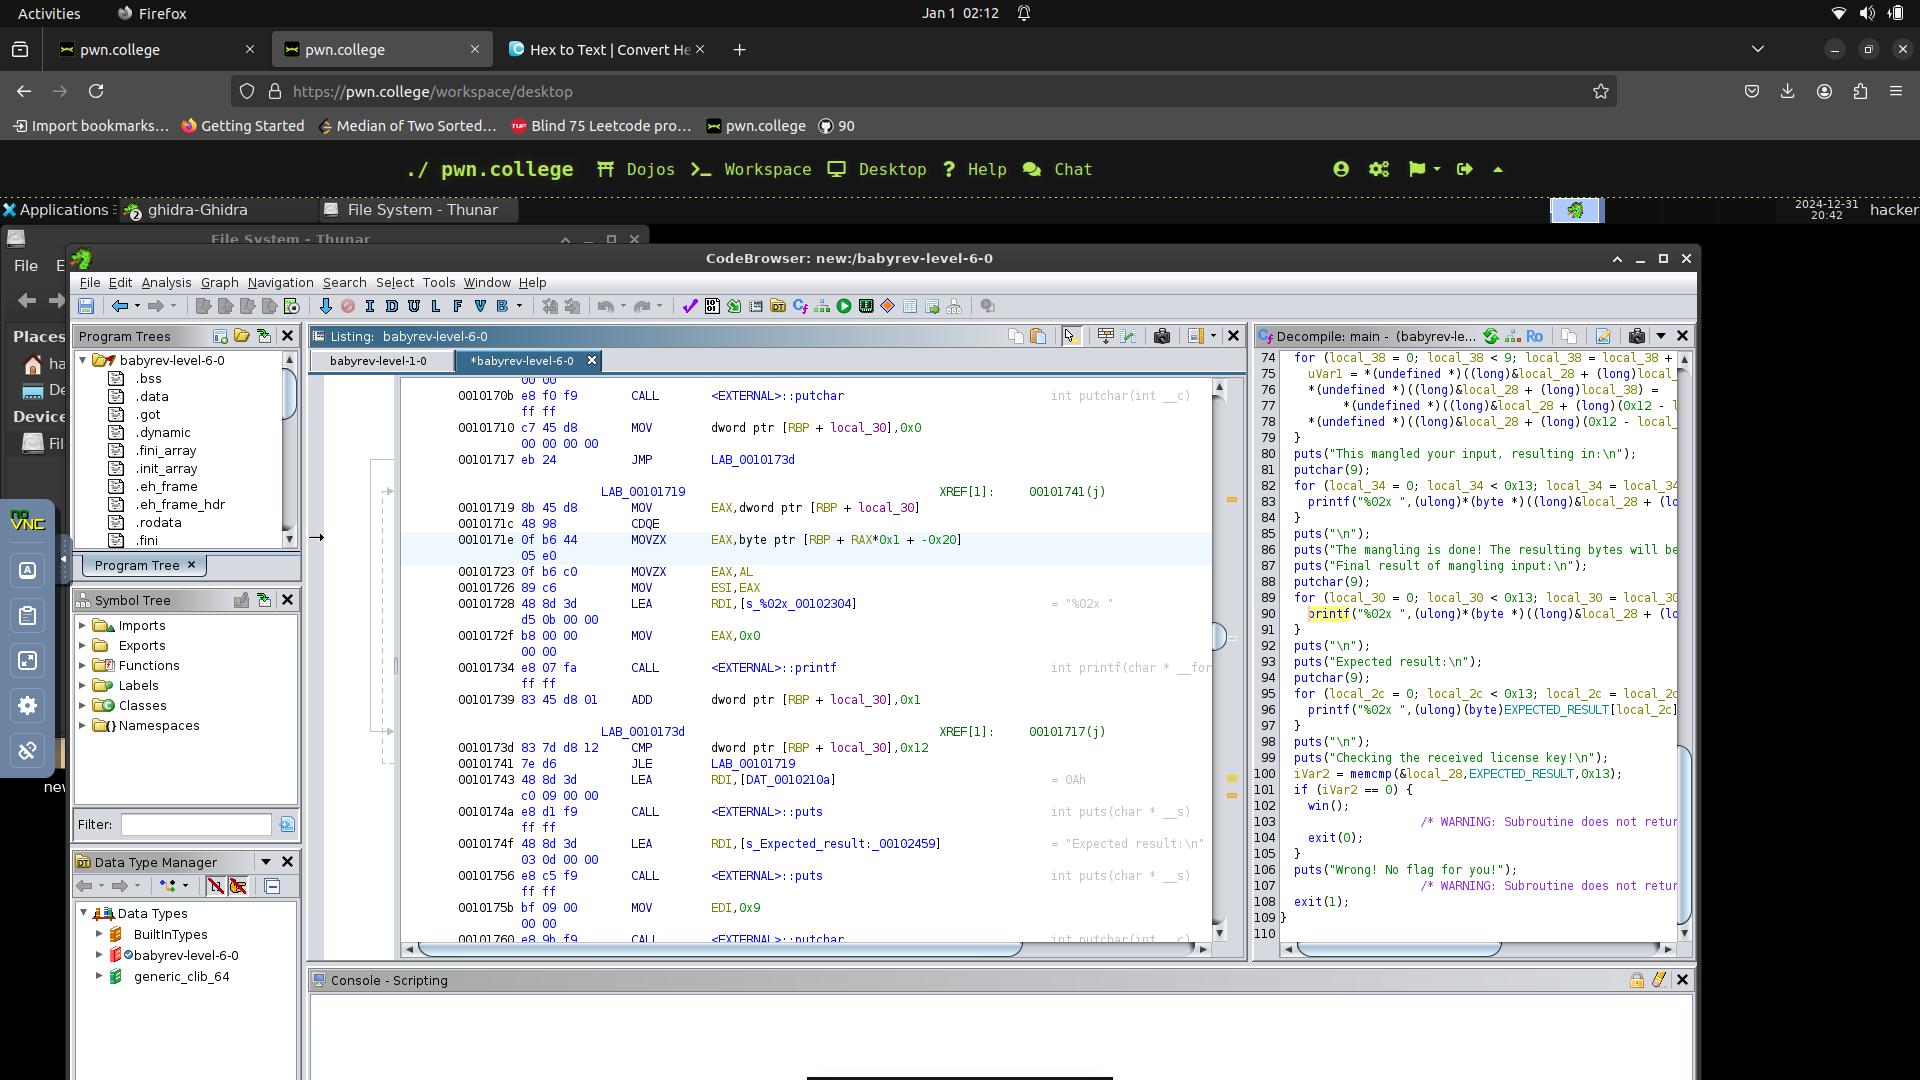 Activities
Firefox
Jan 1 02:12
pwn.college
pwn.college
Hex to Text | Convert He
https://pwn.college/workspace/desktop
Import bookmarks…
Getting Started
Median of Two Sorted…
Blind 75 Leetcode pro…
pwn.college
90
./ pwn.college
Dojos
Workspace
Desktop
Help
Chat
Applications
ghidra-Ghidra
File System - Thunar
2024-12-31
20:42
hacker
File System - Thunar
File
CodeBrowser: new:/babyrev-level-6-0
File Edit Analysis Graph Navigation Search Select Tools Window Help
Places
Device
Program Trees
babyrev-level-6-0
.bss
.data
.got
.dynamic
.fini_array
.init_array
.eh_frame
.eh_frame_hdr
.rodata
.fini
Program Tree
Symbol Tree
Imports
Exports
Functions
Labels
Classes
Namespaces
Filter:
Data Type Manager
Data Types
BuiltInTypes
babyrev-level-6-0
generic_clib_64
Listing: babyrev-level-6-0
babyrev-level-1-0
*babyrev-level-6-0
00 00
0010170b e8 f0 f9 CALL <EXTERNAL>::putchar int putchar(int __c)
ff ff
00101710 c7 45 d8 MOV dword ptr [RBP + local_30],0x0
00 00 00 00
00101717 eb 24 JMP LAB_0010173d
LAB_00101719 XREF[1]: 00101741(j)
00101719 8b 45 d8 MOV EAX,dword ptr [RBP + local_30]
0010171c 48 98 CDQE
0010171e 0f b6 44 MOVZX EAX,byte ptr [RBP + RAX*0x1 + -0x20]
05 e0
00101723 0f b6 c0 MOVZX EAX,AL
00101726 89 c6 MOV ESI,EAX
00101728 48 8d 3d LEA RDI,[s_%02x_00102304] = "%02x "
d5 0b 00 00
0010172f b8 00 00 MOV EAX,0x0
00 00
00101734 e8 07 fa CALL <EXTERNAL>::printf int printf(char * __for
ff ff
00101739 83 45 d8 01 ADD dword ptr [RBP + local_30],0x1
LAB_0010173d XREF[1]: 00101717(j)
0010173d 83 7d d8 12 CMP dword ptr [RBP + local_30],0x12
00101741 7e d6 JLE LAB_00101719
00101743 48 8d 3d LEA RDI,[DAT_0010210a] = 0Ah
c0 09 00 00
0010174a e8 d1 f9 CALL <EXTERNAL>::puts int puts(char * __s)
ff ff
0010174f 48 8d 3d LEA RDI,[s_Expected_result:_00102459] = "Expected result:\n"
03 0d 00 00
00101756 e8 c5 f9 CALL <EXTERNAL>::puts int puts(char * __s)
ff ff
0010175b bf 09 00 MOV EDI,0x9
00 00
00101760 e8 9b f9 CALL <EXTERNAL>::putchar int putchar(int __c)
Decompile: main - (babyrev-le...
74 for (local_38 = 0; local_38 < 9; local_38 = local_38 +
75 uVar1 = *(undefined *)((long)&local_28 + (long)local_
76 *(undefined *)((long)&local_28 + (long)local_38) =
77 *(undefined *)((long)&local_28 + (long)(0x12 - l
78 *(undefined *)((long)&local_28 + (long)(0x12 - local_
79 }
80 puts("This mangled your input, resulting in:\n");
81 putchar(9);
82 for (local_34 = 0; local_34 < 0x13; local_34 = local_34
83 printf("%02x ",(ulong)*(byte *)((long)&local_28 + (lo
84 }
85 puts("\n");
86 puts("The mangling is done! The resulting bytes will be
87 puts("Final result of mangling input:\n");
88 putchar(9);
89 for (local_30 = 0; local_30 < 0x13; local_30 = local_30
90 printf("%02x ",(ulong)*(byte *)((long)&local_28 + (lo
91 }
92 puts("\n");
93 puts("Expected result:\n");
94 putchar(9);
95 for (local_2c = 0; local_2c < 0x13; local_2c = local_2c
96 printf("%02x ",(ulong)(byte)EXPECTED_RESULT[local_2c]
97 }
98 puts("\n");
99 puts("Checking the received license key!\n");
100 iVar2 = memcmp(&local_28,EXPECTED_RESULT,0x13);
101 if (iVar2 == 0) {
102 win();
103 /* WARNING: Subroutine does not retur
104 exit(0);
105 }
106 puts("Wrong! No flag for you!");
107 /* WARNING: Subroutine does not retur
108 exit(1);
109 }
110
Console - Scripting